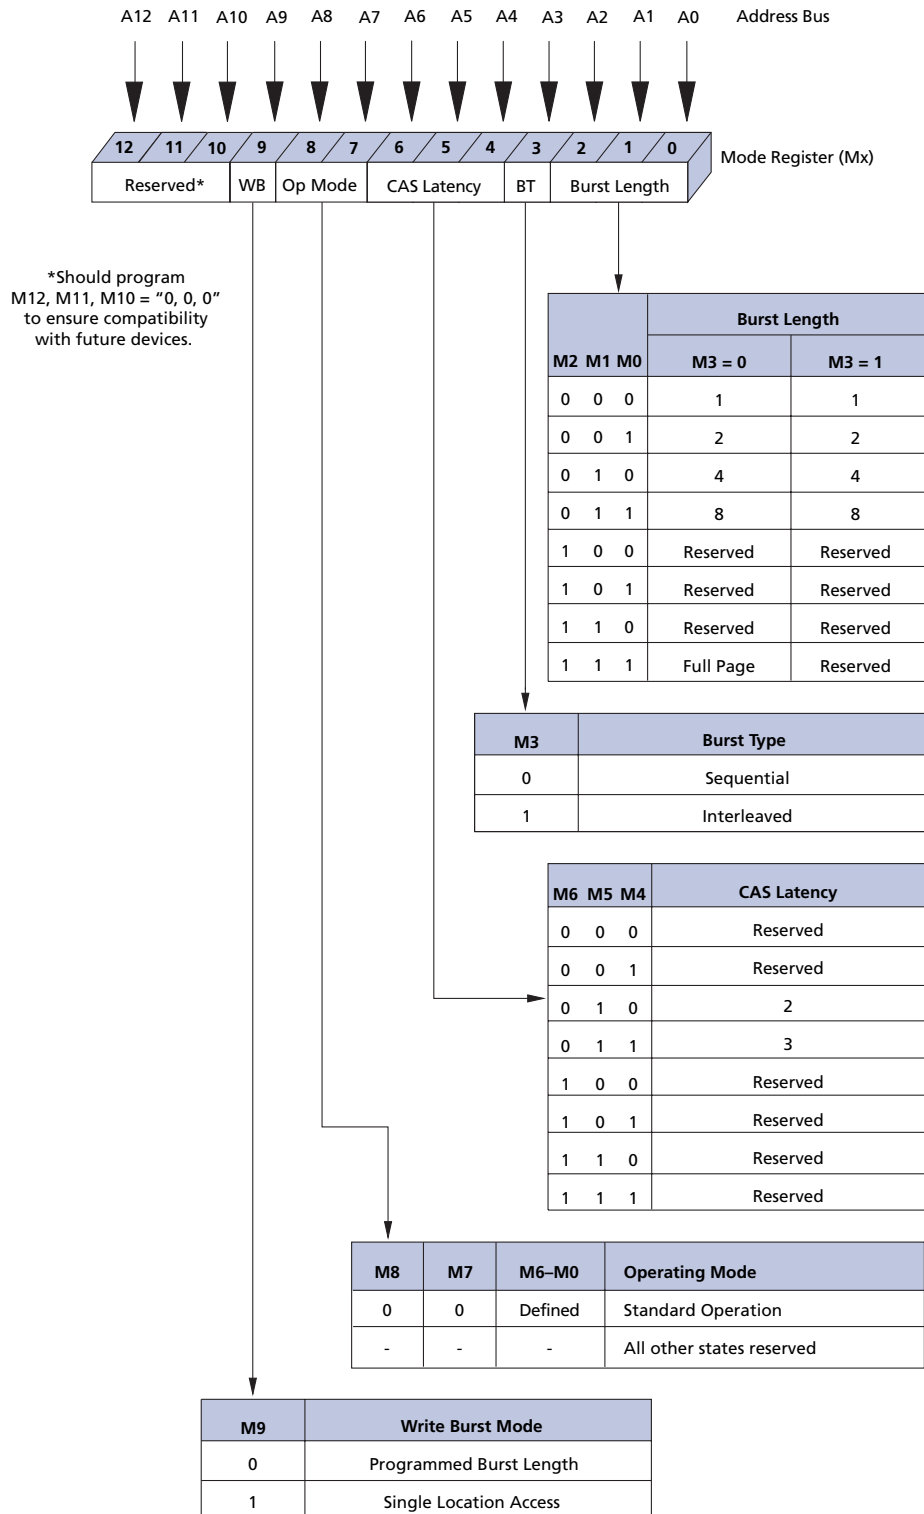 A12 A11 A10 A9 A8 A7 A6 A5 A4 A3 A2 A1 A0 Address Bus
12 11 10 9 8 7 6 5 4 3 2 1 0
Mode Register (Mx)
Reserved* WB Op Mode CAS Latency BT Burst Length
*Should program
M12, M11, M10 = “0, 0, 0”
to ensure compatibility
with future devices.
Burst Length
M2 M1 M0 M3 = 0 M3 = 1
0 0 0 1 1
0 0 1 2 2
0 1 0 4 4
0 1 1 8 8
1 0 0 Reserved Reserved
1 0 1 Reserved Reserved
1 1 0 Reserved Reserved
1 1 1 Full Page Reserved
M3 Burst Type
0 Sequential
1 Interleaved
M6 M5 M4 CAS Latency
0 0 0 Reserved
0 0 1 Reserved
0 1 0 2
0 1 1 3
1 0 0 Reserved
1 0 1 Reserved
1 1 0 Reserved
1 1 1 Reserved
M8 M7 M6–M0 Operating Mode
0 0 Defined Standard Operation
- - - All other states reserved
M9 Write Burst Mode
0 Programmed Burst Length
1 Single Location Access